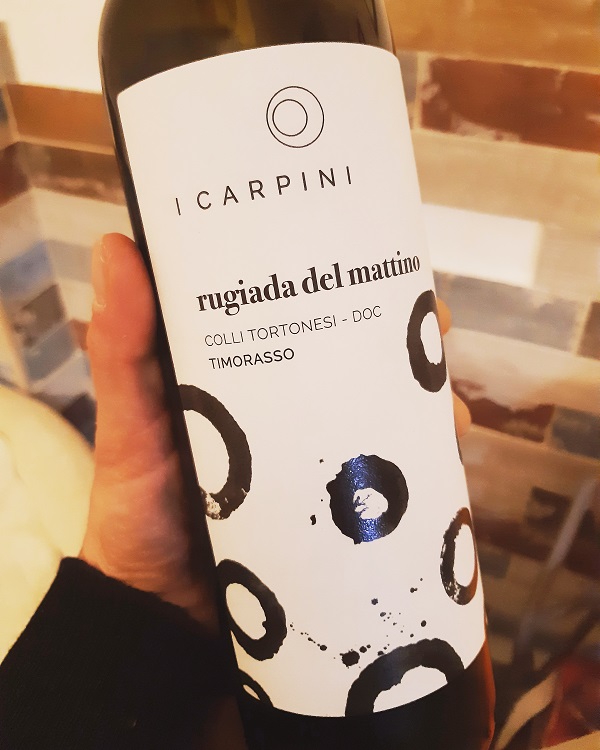 I CARPINI
rugiada del mattino
COLLI TORTONESI - DOC
TIMORASSO